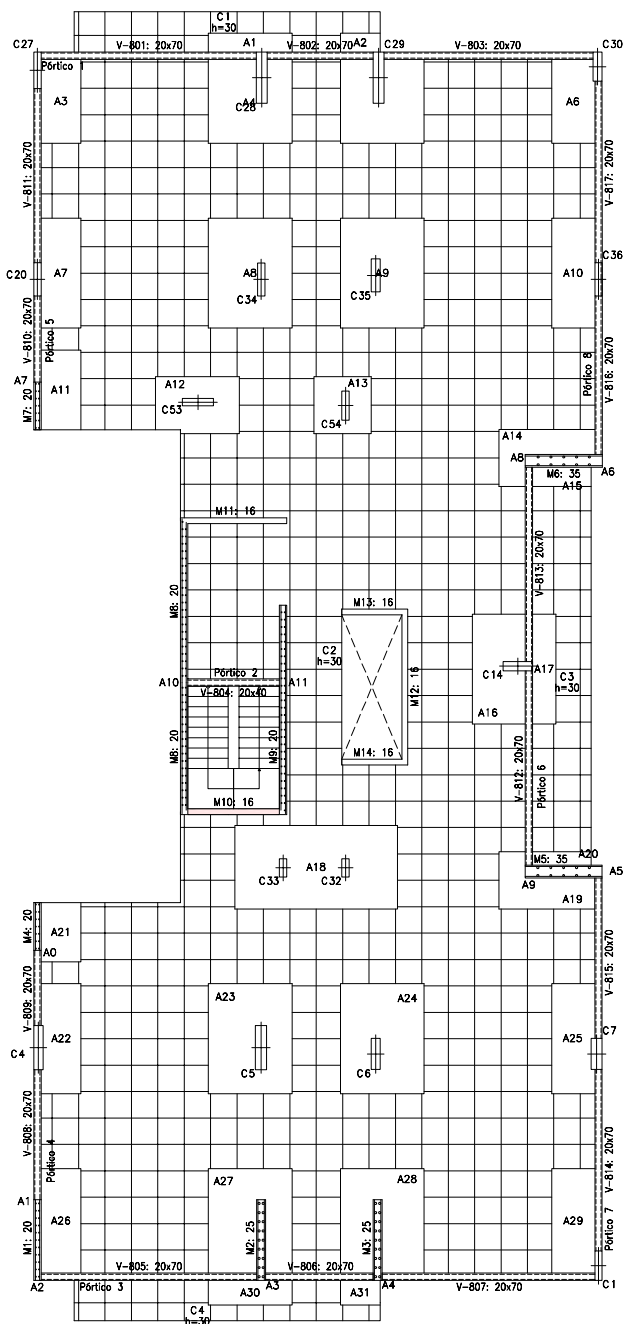 C1
h=30
C27
V-801: 20x70
A1
V-802: 20x70
A2
C29
V-803: 20x70
C30
Pórtico 1
A3
A4
C28
A6
V-811: 20x70
V-817: 20x70
C20
A7
A8
C34
A9
C35
A10
C36
V-810: 20x70
Pórtico 5
V-816: 20x70
Pórtico 8
A7
M7: 20
A11
A12
C53
A13
C54
A14
A8
M6: 35
A6
A15
M11: 16
M8: 20
V-813: 20x70
M13: 16
C2
h=30
M12: 16
A10
Pórtico 2
A11
V-804: 20x40
C14
A17
C3
h=30
A16
M8: 20
M9: 20
M14: 16
V-812: 20x70
Pórtico 6
M10: 16
A18
C33
C32
M5: 35
A20
A5
A9
A19
M4: 20
A21
A0
V-809: 20x70
V-815: 20x70
A23
A24
C4
A22
C5
C6
A25
C7
V-808: 20x70
Pórtico 4
V-814: 20x70
Pórtico 7
A27
A28
A1
M1: 20
A26
M2: 25
M3: 25
A29
V-805: 20x70
V-806: 20x70
V-807: 20x70
A2
Pórtico 3
A3
A30
A4
A31
C1
C4
h=30